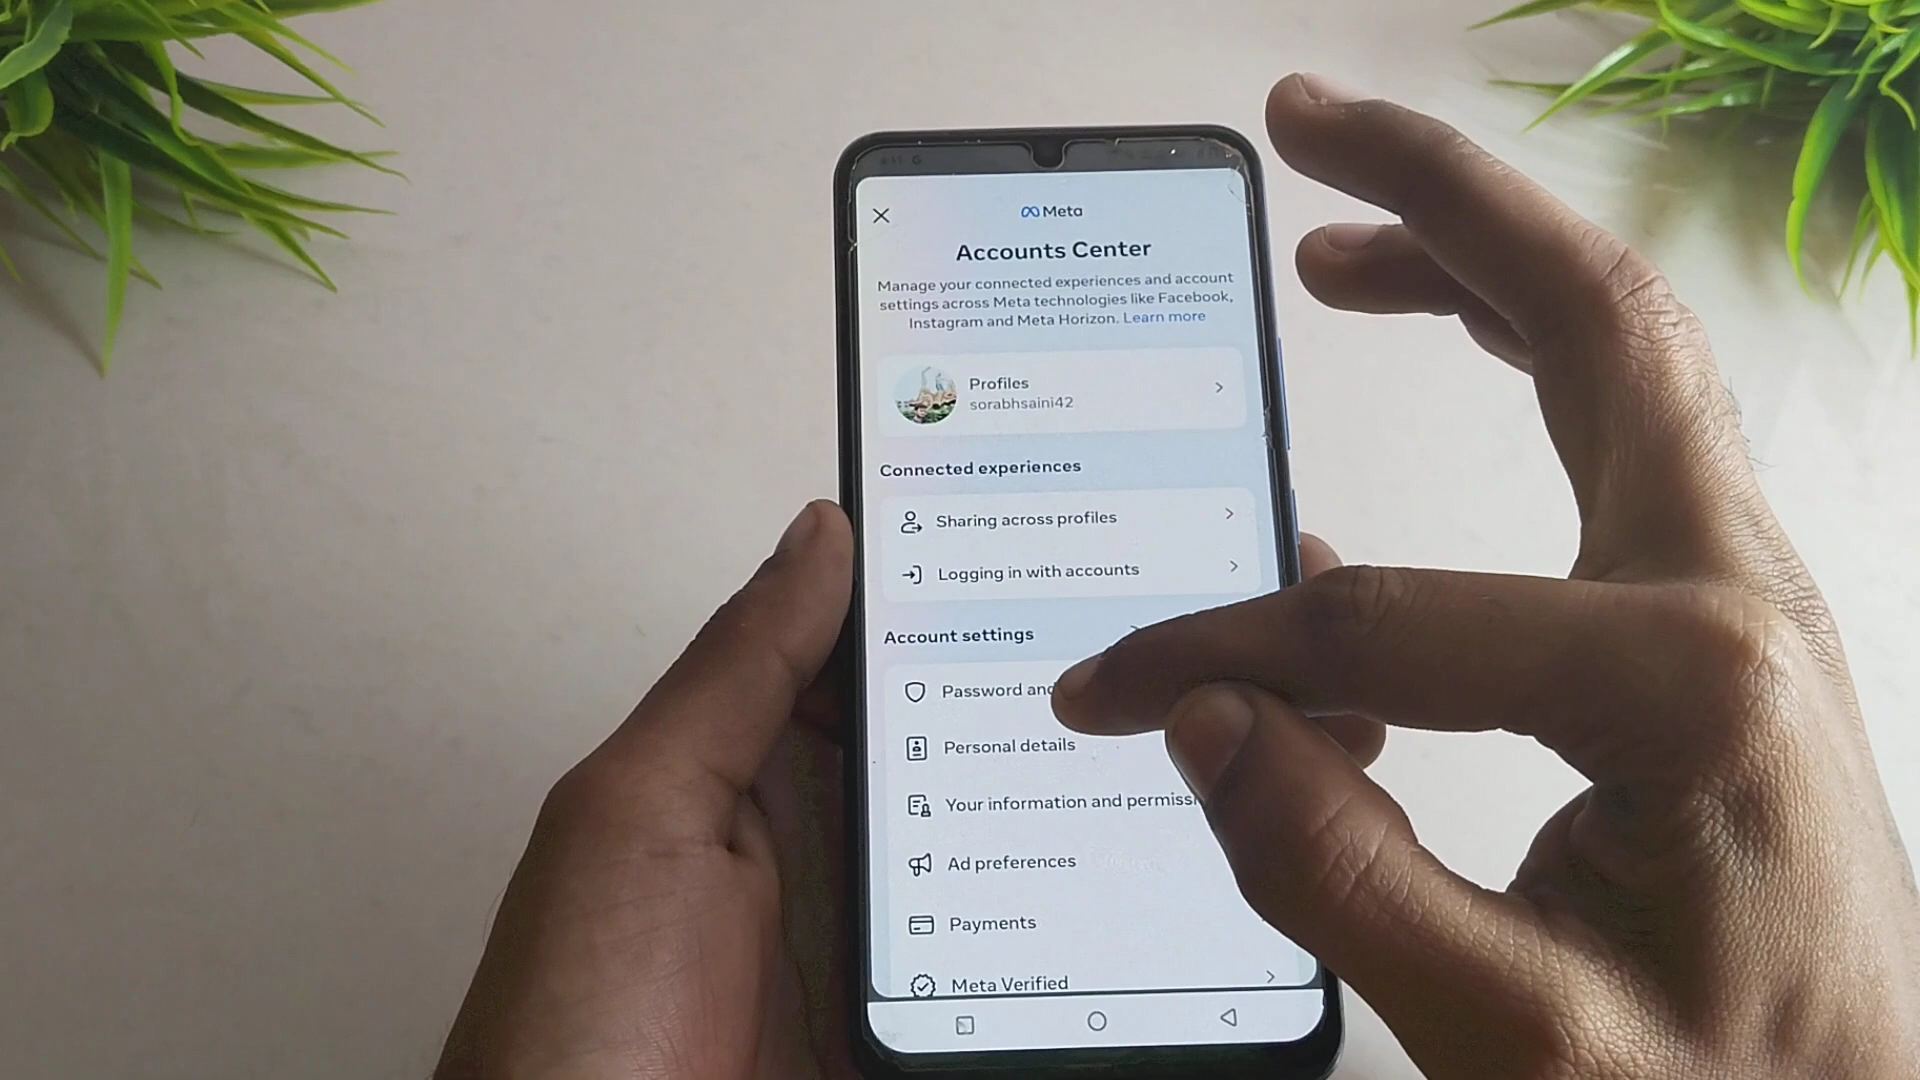 Meta
Accounts Center
Manage your connected experiences and account
settings across Meta technologies like Facebook,
Instagram and Meta Horizon. Learn more
Profiles
sorabhsaini42
Connected experiences
Sharing across profiles
Logging in with accounts
Account settings
Password and
Personal details
Your information and
Ad preferences
Payments
Meta Verified